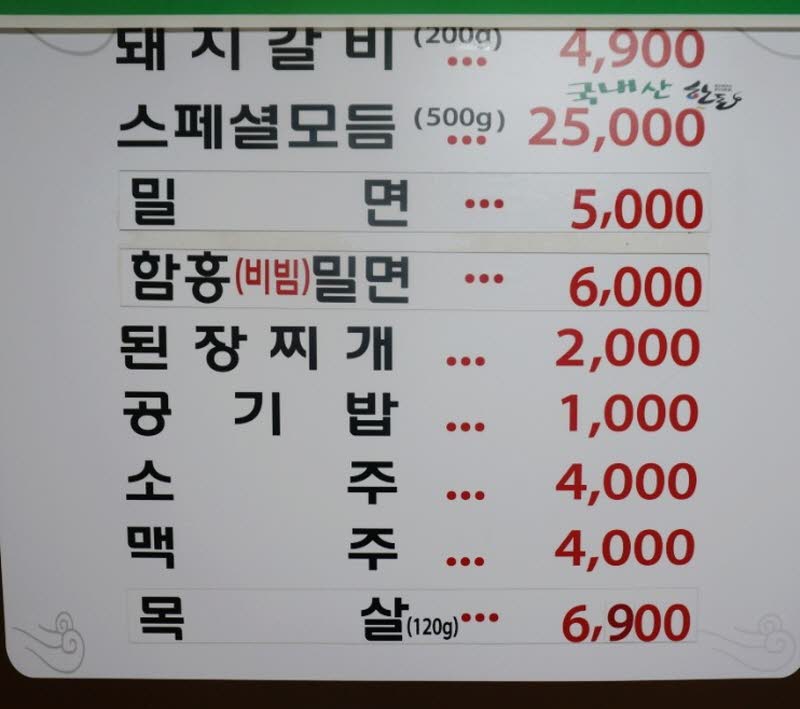 돼지갈비 (200g) ... 4,900
국내산 한돈
스페셜모듬 (500g) ... 25,000
밀면 ... 5,000
함흥(비빔)밀면 ... 6,000
된장찌개 ... 2,000
공기밥 ... 1,000
소주 ... 4,000
맥주 ... 4,000
목살(120g) ... 6,900